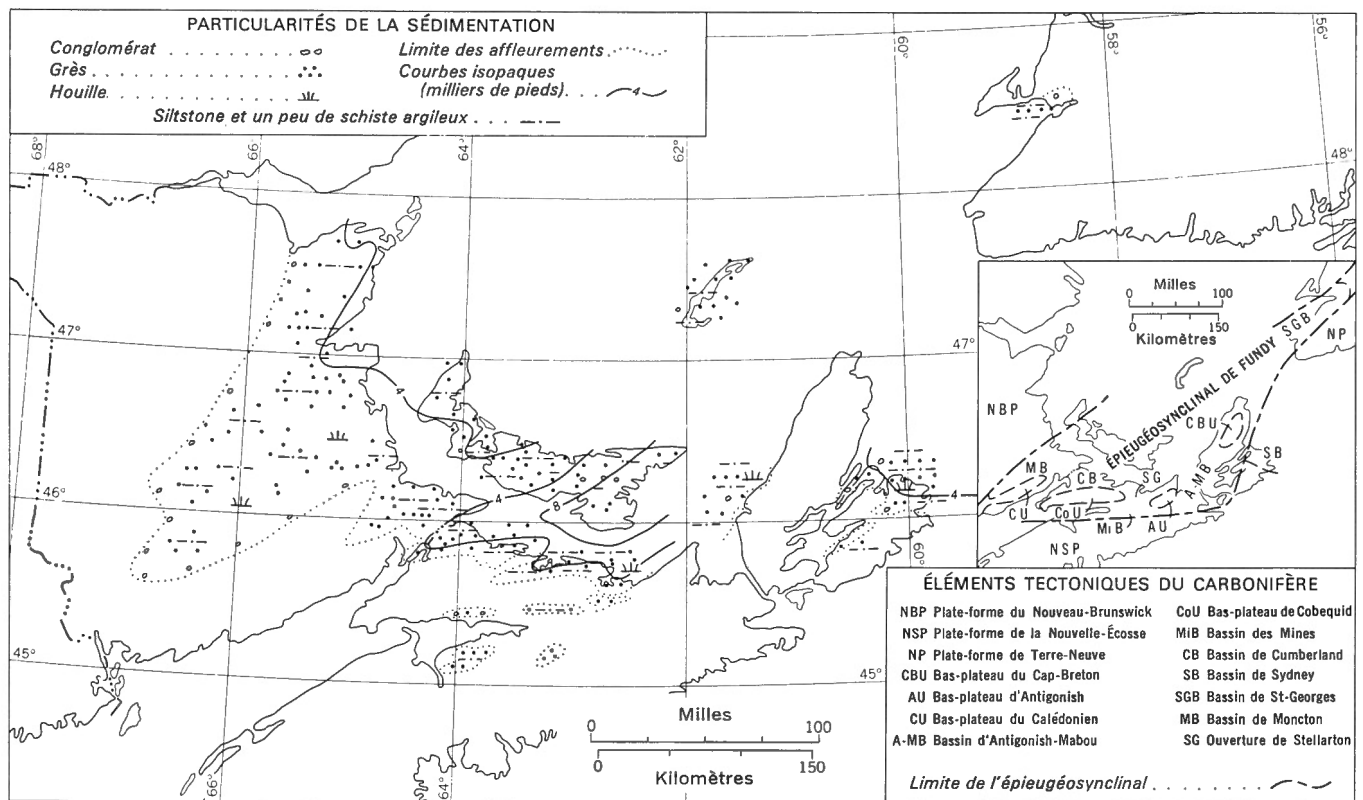 PARTICULARITÉS DE LA SÉDIMENTATION
Conglomérat . . . . . . . . . .
Grès . . . . . . . . . . . . . .
Houille. . . . . . . . . . . . .
Limite des affleurements
Courbes isopaques
(milliers de pieds). . . 4
Siltstone et un peu de schiste argileux . . .
68°
66°
64°
62°
60°
58°
56°
48°
48°
47°
47°
46°
45°
45°
66°
64°
60°
4
4
8
4
Milles
0 100
0 150
Kilomètres
Milles
0 100
0 150
Kilomètres
NBP
NP
SGB
ÉPIEUGÉOSYNCLINAL DE FUNDY
CBU
SB
MB
CB
SG
A-MB
CU
CoU
MiB
AU
NSP
ÉLÉMENTS TECTONIQUES DU CARBONIFÈRE
NBP Plate-forme du Nouveau-Brunswick
NSP Plate-forme de la Nouvelle-Écosse
NP Plate-forme de Terre-Neuve
CBU Bas-plateau du Cap-Breton
AU Bas-plateau d'Antigonish
CU Bas-plateau du Calédonien
A-MB Bassin d'Antigonish-Mabou
CoU Bas-plateau de Cobequid
MiB Bassin des Mines
CB Bassin de Cumberland
SB Bassin de Sydney
SGB Bassin de St-Georges
MB Bassin de Moncton
SG Ouverture de Stellarton
Limite de l'épieugéosynclinal . . . . . . . .